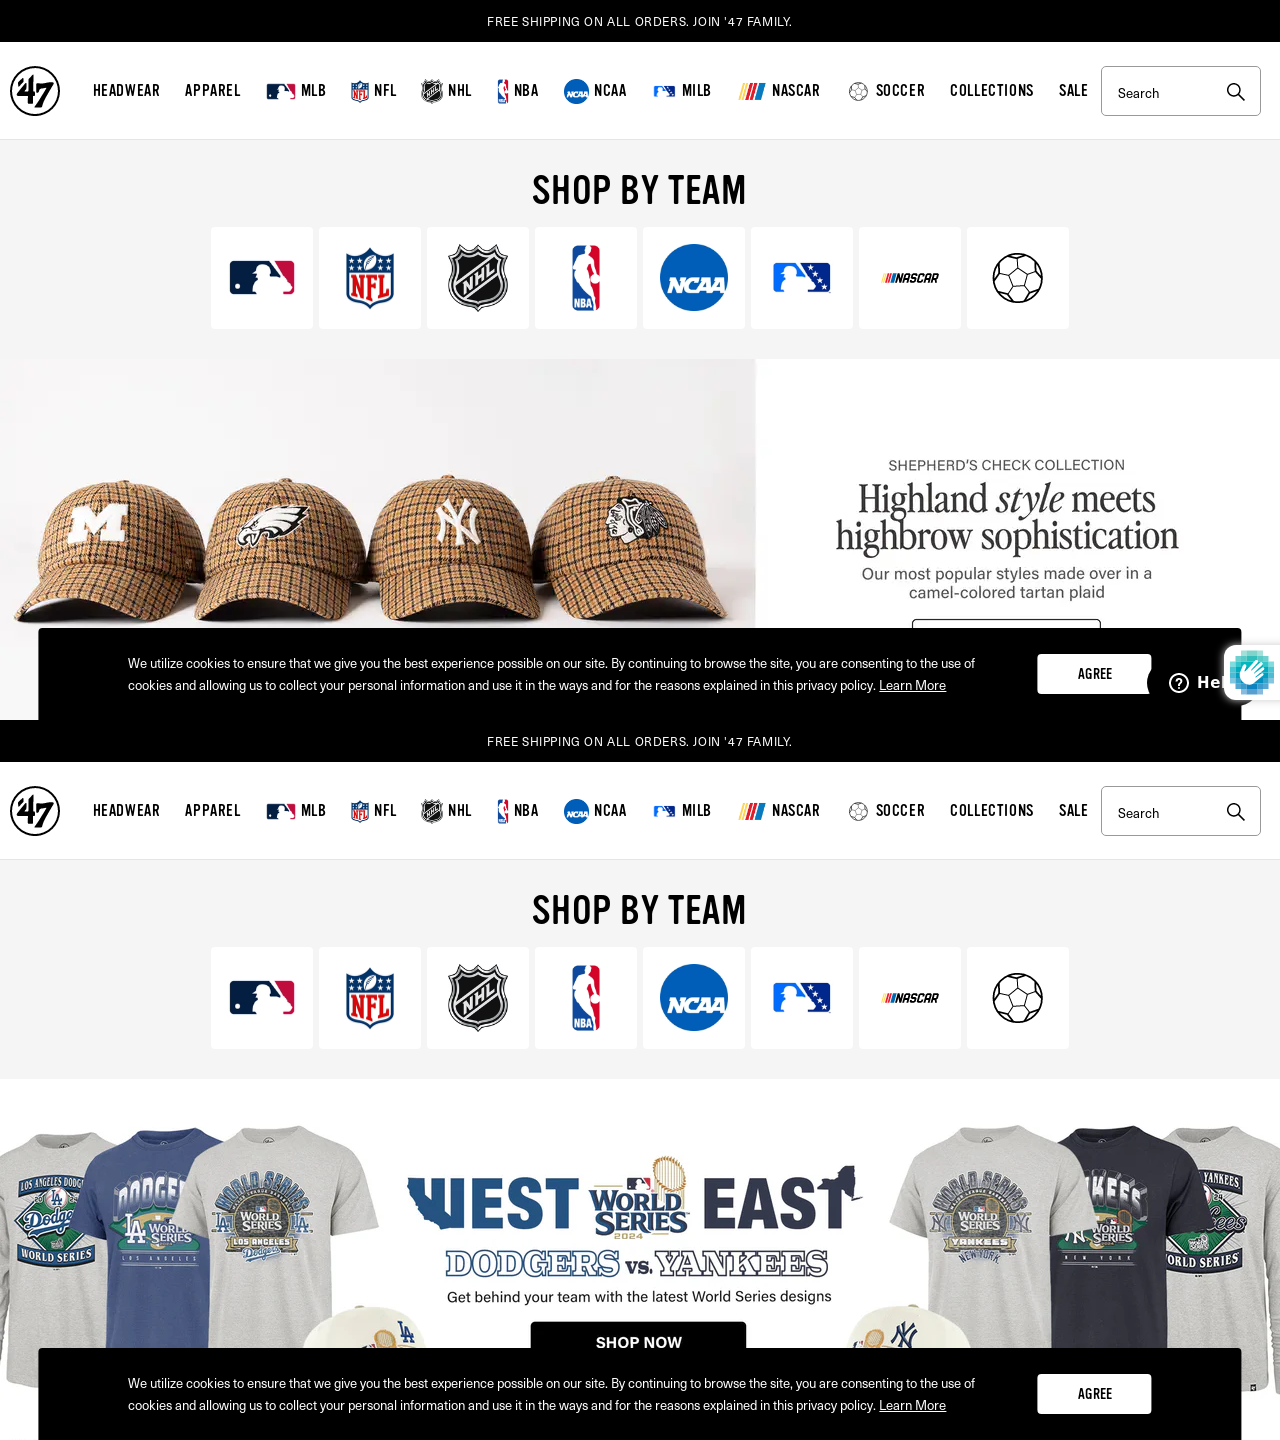 FREE SHIPPING ON ALL ORDERS. JOIN '47 FAMILY.
'47 HEADWEAR APPAREL MLB NFL NHL NBA NCAA MILB NASCAR SOCCER COLLECTIONS SALE Search
SHOP BY TEAM
NFL NHL NBA NCAA NASCAR
SHEPHERD'S CHECK COLLECTION
Highland style meets
highbrow sophistication
Our most popular styles made over in a
camel-colored tartan plaid
We utilize cookies to ensure that we give you the best experience possible on our site. By continuing to browse the site, you are consenting to the use of
cookies and allowing us to collect your personal information and use it in the ways and for the reasons explained in this privacy policy. Learn More
AGREE
FREE SHIPPING ON ALL ORDERS. JOIN '47 FAMILY.
'47 HEADWEAR APPAREL MLB NFL NHL NBA NCAA MILB NASCAR SOCCER COLLECTIONS SALE Search
SHOP BY TEAM
NFL NHL NBA NCAA NASCAR
WEST WORLD SERIES 2024 EAST
DODGERS VS. YANKEES
Get behind your team with the latest World Series designs
SHOP NOW
We utilize cookies to ensure that we give you the best experience possible on our site. By continuing to browse the site, you are consenting to the use of
cookies and allowing us to collect your personal information and use it in the ways and for the reasons explained in this privacy policy. Learn More
AGREE